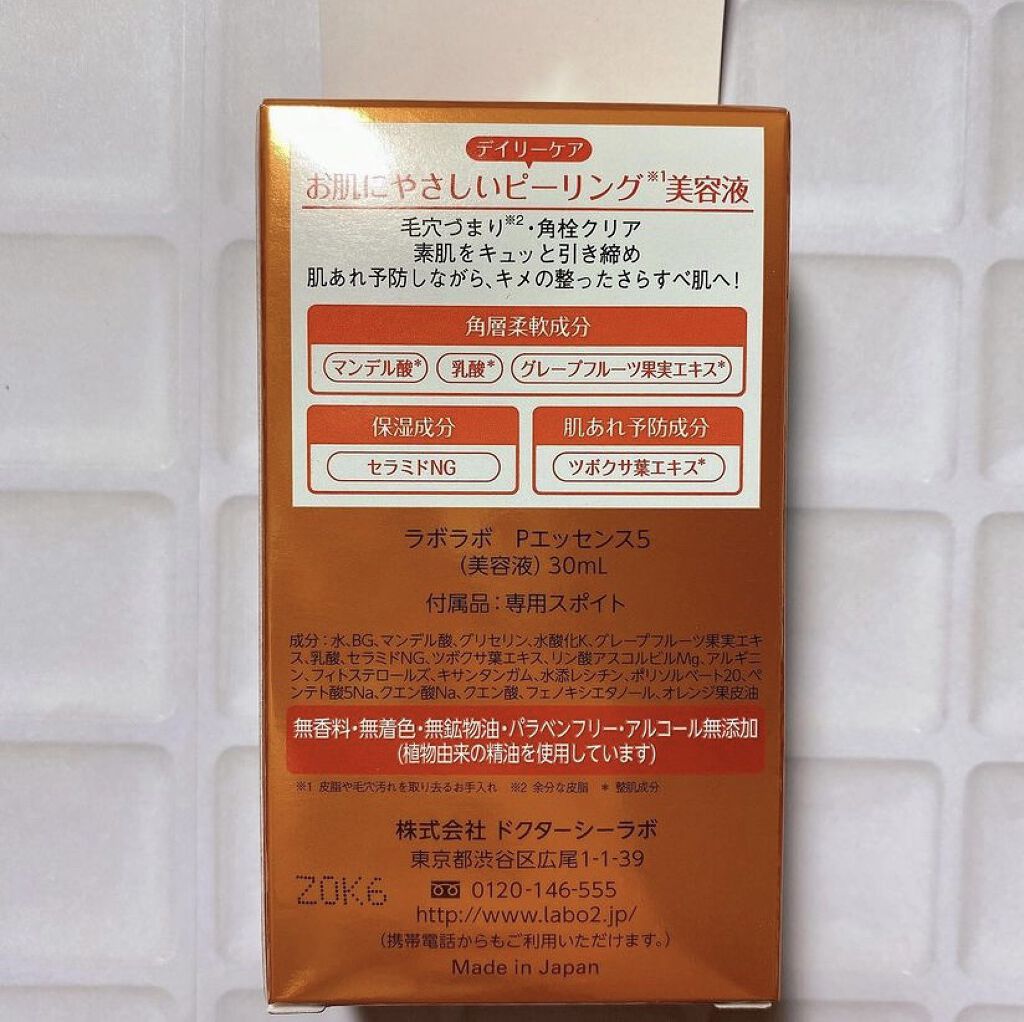 デイリーケア
お肌にやさしいピーリング※1美容液
毛穴づまり※2・角栓クリア
素肌をキュッと引き締め
肌あれ予防しながら、キメの整ったさらすべ肌へ!
角層柔軟成分
マンデル酸* 乳酸* グレープフルーツ果実エキス*
保湿成分 肌あれ予防成分
セラミドNG ツボクサ葉エキス*
ラボラボ Pエッセンス5
(美容液) 30mL
付属品:専用スポイト
成分:水、BG、マンデル酸、グリセリン、水酸化K、グレープフルーツ果実エキ
ス、乳酸、セラミドNG、ツボクサ葉エキス、リン酸アスコルビルMg、アルギニ
ン、フィトステロールズ、キサンタンガム、水添レシチン、ポリソルベート20、ペ
ンテト酸5Na、クエン酸Na、クエン酸、フェノキシエタノール、オレンジ果皮油
無香料・無着色・無鉱物油・パラベンフリー・アルコール無添加
(植物由来の精油を使用しています)
※1 皮脂や毛穴汚れを取り去るお手入れ ※2 余分な皮脂 * 整肌成分
株式会社 ドクターシーラボ
東京都渋谷区広尾1-1-39
0120-146-555
ZOK6
http://www.labo2.jp/
(携帯電話からもご利用いただけます。)
Made in Japan